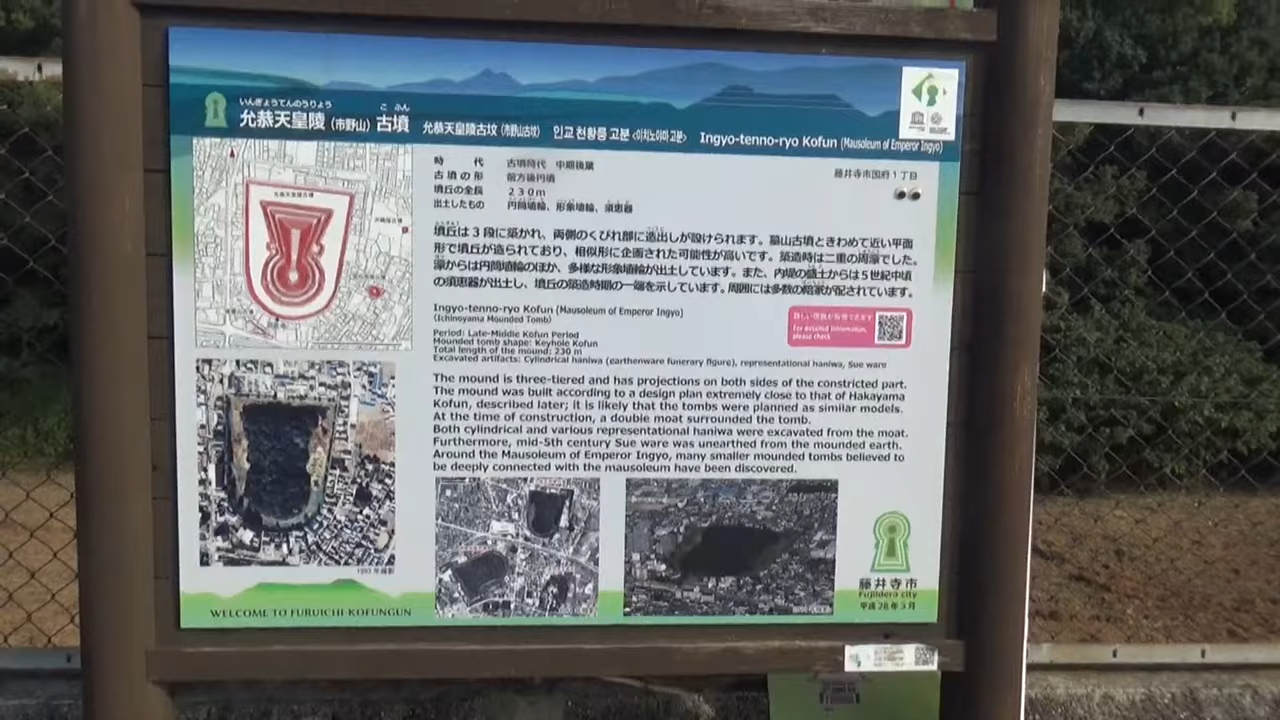 いんぎょうてんのうりょう こ ふん
允恭天皇陵(市野山)古墳 允恭天皇陵古坟(市野山古坟) 인교 천황릉 고분<이치노야마 고분> Ingyo-tenno-ryo Kofun (Mausoleum of Emperor Ingyo)
時代 古墳時代 中期後葉
古墳の形 前方後円墳
墳丘の全長 230m
出土したもの 円筒埴輪、形象埴輪、須恵器
藤井寺市国府1丁目
墳丘は3段に築かれ、両側のくびれ部に造出しが設けられます。墓山古墳ときわめて近い平面
形で墳丘が造られており、相似形に企画された可能性が高いです。築造時は二重の周濠でした。
濠からは円筒埴輪のほか、多様な形象埴輪が出土しています。また、内堤の盛土からは5世紀中頃
の須恵器が出土し、墳丘の築造時期の一端を示しています。周囲には多数の陪冢が配されています。
Ingyo-tenno-ryo Kofun (Mausoleum of Emperor Ingyo)
(Ichinoyama Mounded Tomb)
Period: Late-Middle Kofun Period
Mounded tomb shape: Keyhole Kofun
Total length of the mound: 230 m
Excavated artifacts: Cylindrical haniwa (earthenware funerary figure), representational haniwa, Sue ware
For detailed information,
please check
The mound is three-tiered and has projections on both sides of the constricted part.
The mound was built according to a design plan extremely close to that of Hakayama
Kofun, described later; it is likely that the tombs were planned as similar models.
At the time of construction, a double moat surrounded the tomb.
Both cylindrical and various representational haniwa were excavated from the moat.
Furthermore, mid-5th century Sue ware was unearthed from the mounded earth.
Around the Mausoleum of Emperor Ingyo, many smaller mounded tombs believed to
be deeply connected with the mausoleum have been discovered.
WELCOME TO FURUICHI-KOFUNGUN
藤井寺市
Fujiidera city
平成28年3月